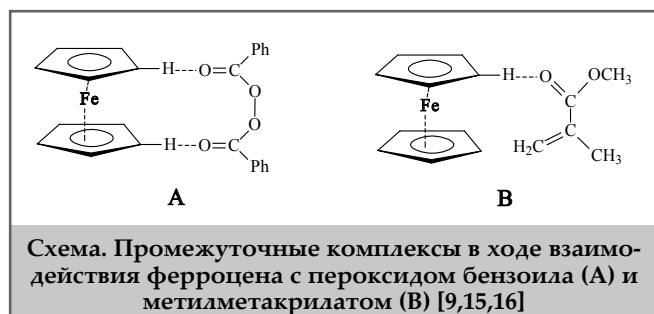 Ph
H O=C
O
Fe
O
H O=C
Ph
A
H O OCH₃
Fe
H₂C CH₃
B
Схема. Промежуточные комплексы в ходе взаимо-
действия ферроцена с пероксидом бензоила (А) и
метилметакрилатом (В) [9,15,16]